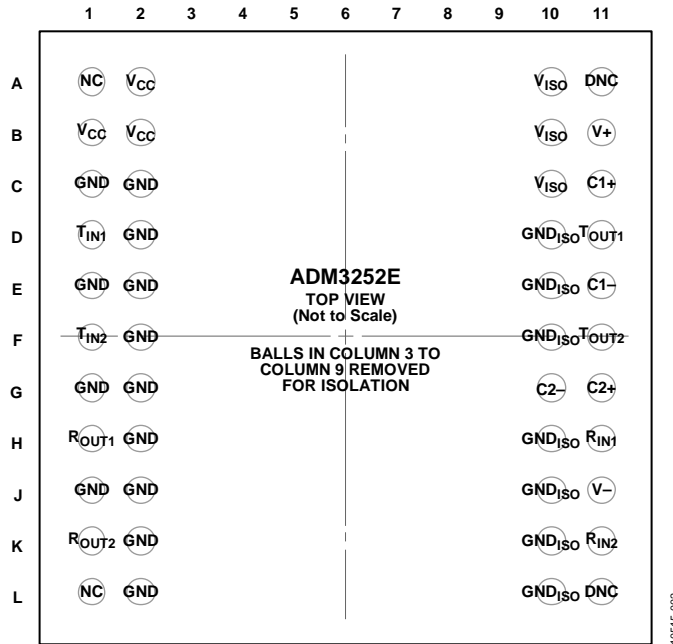 1 2 3 4 5 6 7 8 9 10 11
A NC VCC VISO DNC
B VCC VCC VISO V+
C GND GND VISO C1+
D TIN1 GND GNDISO TOUT1
E GND GND GNDISO C1–
ADM3252E
TOP VIEW
(Not to Scale)
F TIN2 GND GNDISO TOUT2
BALLS IN COLUMN 3 TO
COLUMN 9 REMOVED
FOR ISOLATION
G GND GND C2– C2+
H ROUT1 GND GNDISO RIN1
J GND GND GNDISO V–
K ROUT2 GND GNDISO RIN2
L NC GND GNDISO DNC